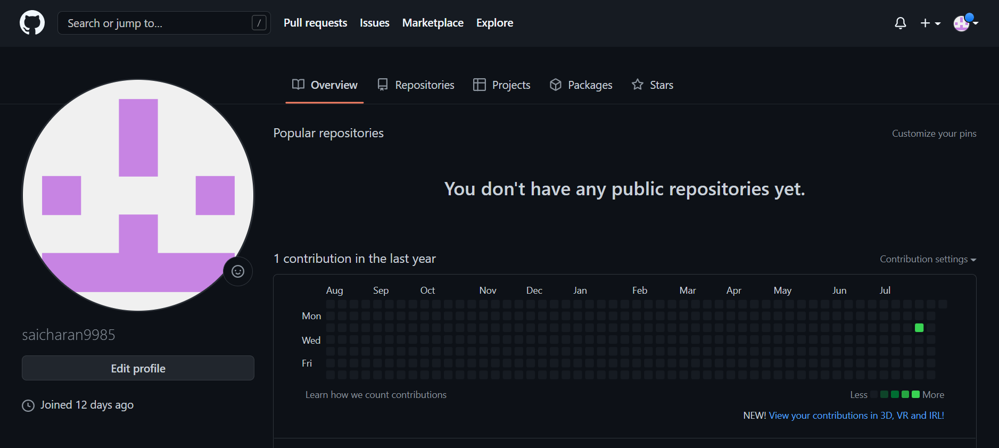 Search or jump to... /
Pull requests
Issues
Marketplace
Explore
Overview
Repositories
Projects
Packages
Stars
Popular repositories
Customize your pins
You don't have any public repositories yet.
saicharan9985
Edit profile
Joined 12 days ago
1 contribution in the last year
Contribution settings
Aug Sep Oct Nov Dec Jan Feb Mar Apr May Jun Jul
Mon
Wed
Fri
Learn how we count contributions
Less More
NEW! View your contributions in 3D, VR and IRL!